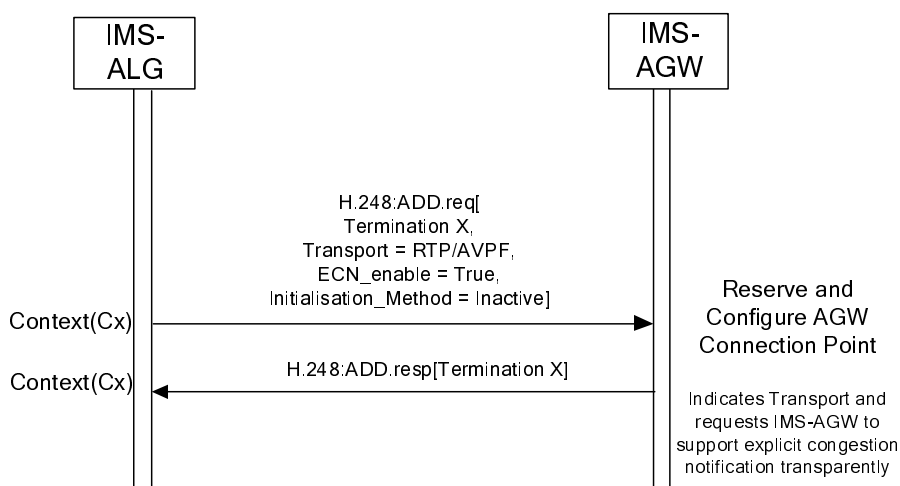 IMS-
ALG
IMS-
AGW
H.248:ADD.req[
Termination X,
Transport = RTP/AVPF,
ECN_enable = True,
Initialisation_Method = Inactive]
Context(Cx)
Reserve and
Configure AGW
Connection Point
H.248:ADD.resp[Termination X]
Context(Cx)
Indicates Transport and
requests IMS-AGW to
support explicit congestion
notification transparently